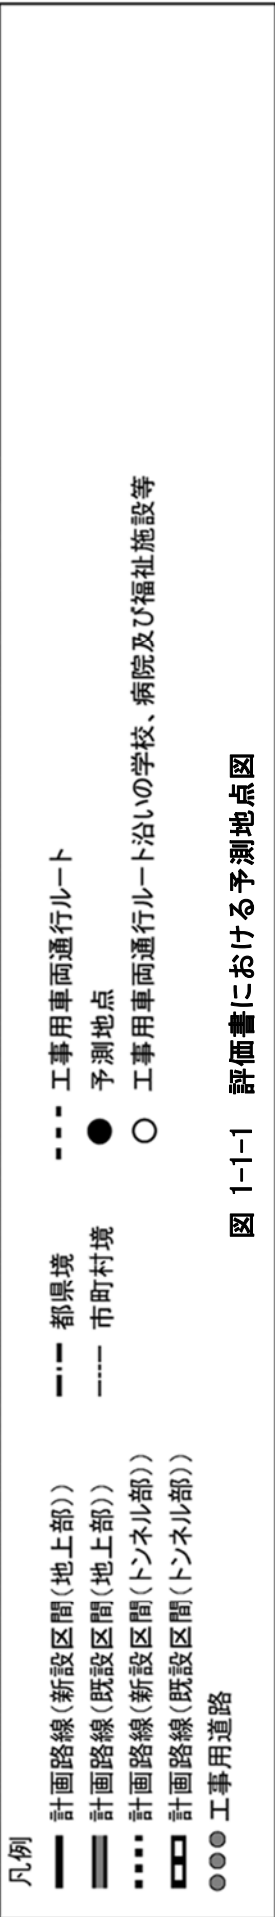 凡例
計画路線(新設区間(地上部))
計画路線(既設区間(地上部))
計画路線(新設区間(トンネル部))
計画路線(既設区間(トンネル部))
工事用道路
都県境
市町村境
工事用車両通行ルート
予測地点
工事用車両通行ルート沿いの学校、病院及び福祉施設等
図 1-1-1 評価書における予測地点図